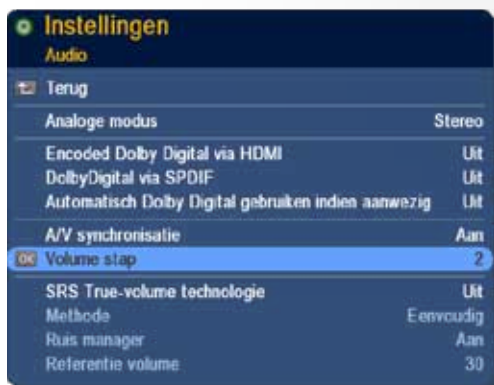 Instellingen
Audio
Terug
Analoge modus Stereo
Encoded Dolby Digital via HDMI Uit
DolbyDigital via SPDIF Uit
Automatisch Dolby Digital gebruiken indien aanwezig Uit
A/V synchronisatie Aan
OK Volume stap 2
SRS True-volume technologie Uit
Methode Eenvoudig
Ruis manager Aan
Referentie volume 30